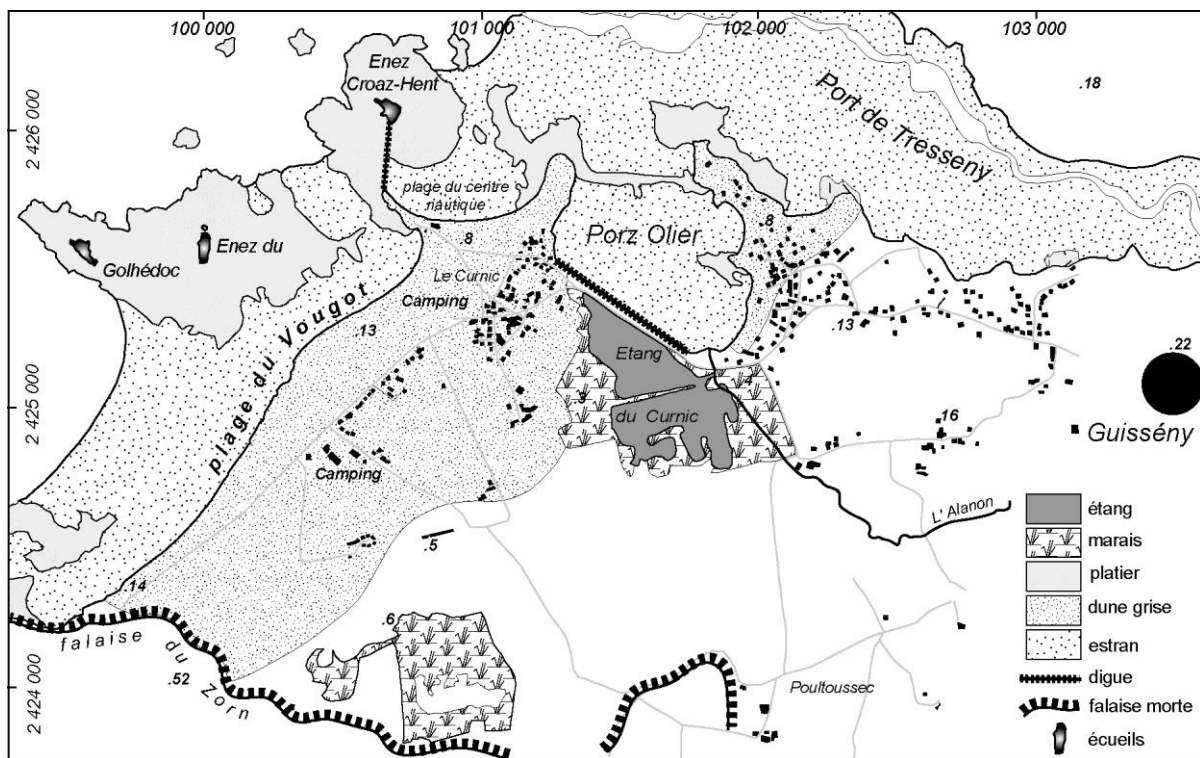 100 000
101 000
102 000
103 000
Enez
Croaz-Hent
.18
Port de Tresseny
2 426 000
plage du centre
nautique
8
Porz Olier
8
Enez du
Golhédoc
Le Curnic
Camping
13
.13
plage du Vougot
Etang
.22
2 425 000
3
4
du Curnic
16
Guissény
Camping
L' Alanon
.5
.14
.6
falaise du Zorn
.52
2 424 000
Poultoussec
étang
marais
platier
dune grise
estran
digue
falaise morte
écueils